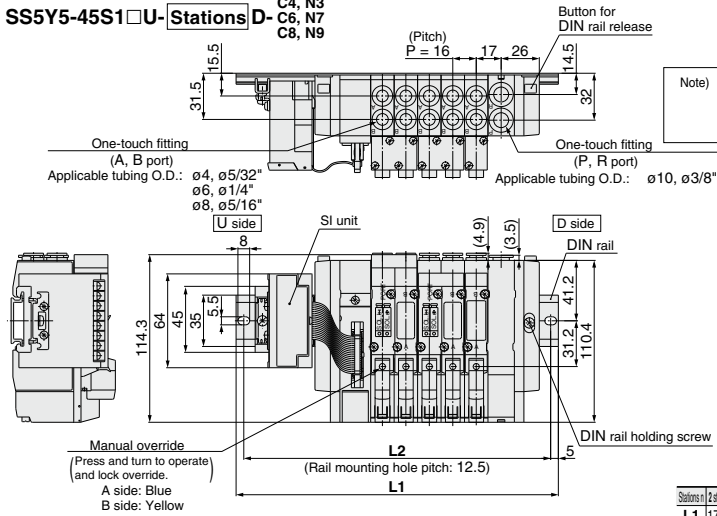 SS5Y5-45S1□U- Stations D- C4, N3
C6, N7
C8, N9
Button for
DIN rail release
(Pitch)
P = 16
17
26
15.5
31.5
14.5
32
Note)
One-touch fitting
(A, B port)
Applicable tubing O.D.: ø4, ø5/32"
ø6, ø1/4"
ø8, ø5/16"
One-touch fitting
(P, R port)
Applicable tubing O.D.: ø10, ø3/8"
U side
SI unit
D side
DIN rail
8
(4.9)
(3.5)
114.3
64
45
35
5.5
41.2
31.2
110.4
Manual override
(Press and turn to operate
and lock override.)
A side: Blue
B side: Yellow
DIN rail holding screw
L2
5
(Rail mounting hole pitch: 12.5)
L1
Stations n 2
L1